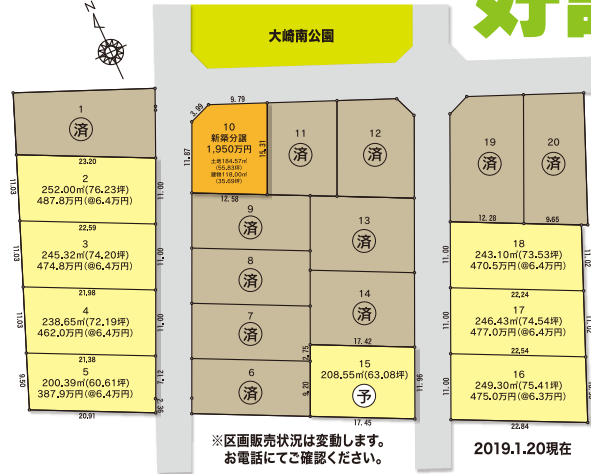 好
N
大崎南公園
1
済
23.20
2
252.00㎡(76.23坪)
487.8万円(@6.4万円)
11.03
11.00
22.59
3
245.32㎡(74.20坪)
474.8万円(@6.4万円)
11.03
11.00
21.98
4
238.65㎡(72.19坪)
462.0万円(@6.4万円)
11.03
11.00
21.38
5
200.39㎡(60.61坪)
387.9万円(@6.4万円)
9.50
7.12
2.36
20.91
3.99
9.79
10
新築分譲
1,950万円
土地184.57㎡
(55.83坪)
建物118.00㎡
(35.69坪)
11.87
15.31
12.58
11
済
12
済
9
済
8
済
7
済
6
済
13
済
14
済
17.42
2.75
15
208.55㎡(63.08坪)
予
9.20
11.96
17.45
19
済
20
済
12.28
9.65
18
243.10㎡(73.53坪)
470.5万円(@6.4万円)
11.00
11.02
22.24
17
246.43㎡(74.54坪)
477.0万円(@6.4万円)
11.00
22.54
16
249.30㎡(75.41坪)
475.0万円(@6.3万円)
11.00
22.84
※区画販売状況は変動します。
お電話にてご確認ください。
2019.1.20現在